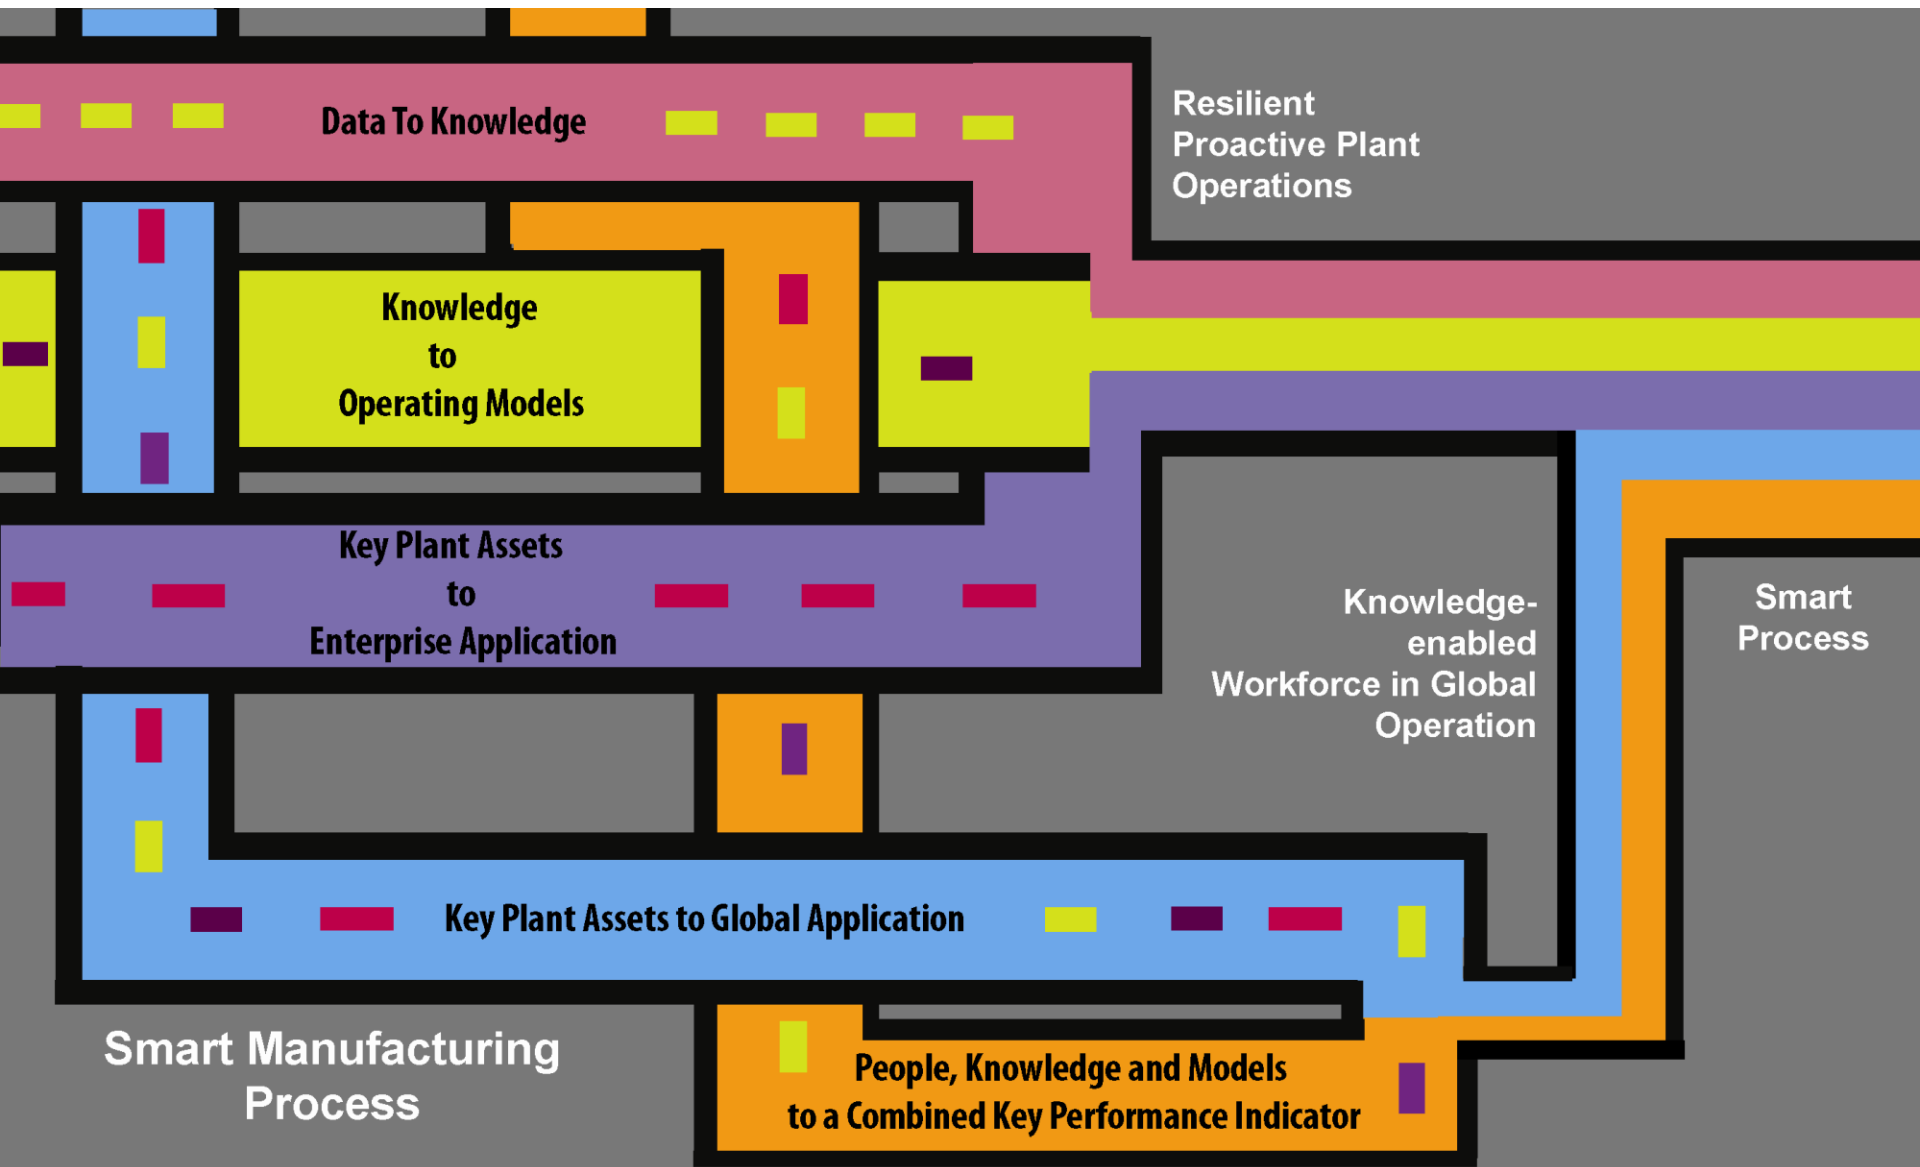 Data To Knowledge
Resilient
Proactive Plant
Operations
Knowledge
to
Operating Models
Key Plant Assets
to
Enterprise Application
Knowledge-
enabled
Workforce in Global
Operation
Smart
Process
Key Plant Assets to Global Application
Smart Manufacturing
Process
People, Knowledge and Models
to a Combined Key Performance Indicator